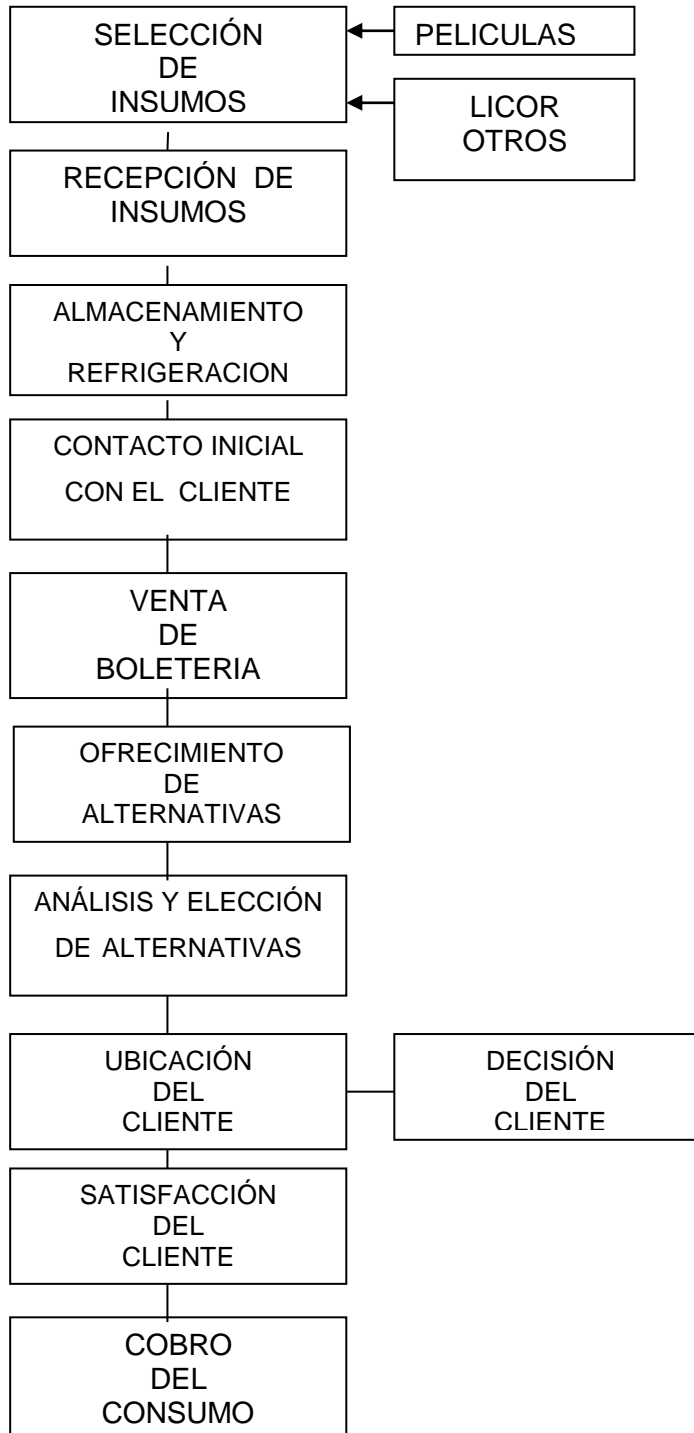 SELECCIÓN
DE
INSUMOS
PELICULAS
LICOR
OTROS
RECEPCIÓN DE
INSUMOS
ALMACENAMIENTO
Y
REFRIGERACION
CONTACTO INICIAL
CON EL CLIENTE
VENTA
DE
BOLETERIA
OFRECIMIENTO
DE
ALTERNATIVAS
ANÁLISIS Y ELECCIÓN
DE ALTERNATIVAS
UBICACIÓN
DEL
CLIENTE
DECISIÓN
DEL
CLIENTE
SATISFACCIÓN
DEL
CLIENTE
COBRO
DEL
CONSUMO